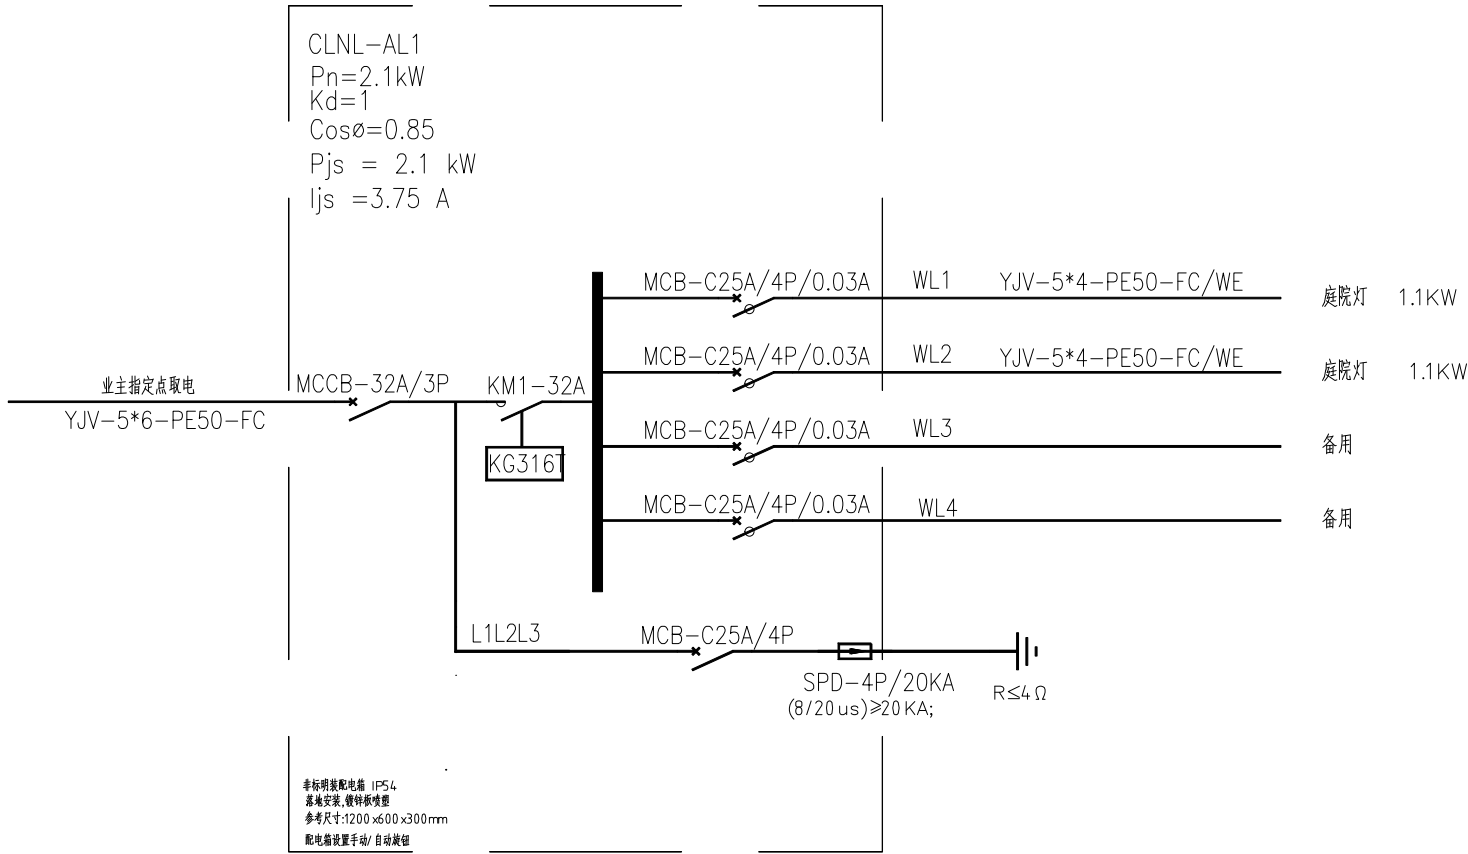 CLNL-AL1
Pn=2.1kW
Kd=1
Cosø=0.85
Pjs = 2.1 kW
Ijs =3.75 A
MCB-C25A/4P/0.03A WL1 YJV-5*4-PE50-FC/WE 庭院灯 1.1KW
MCB-C25A/4P/0.03A WL2 YJV-5*4-PE50-FC/WE 庭院灯 1.1KW
业主指定点取电 MCCB-32A/3P KM1-32A
YJV-5*6-PE50-FC
MCB-C25A/4P/0.03A WL3 备用
KG316T
MCB-C25A/4P/0.03A WL4 备用
L1L2L3 MCB-C25A/4P
SPD-4P/20KA R≤4Ω
(8/20us)≥20KA;
非标明装配电箱 IP54
落地安装,镀锌板喷塑
参考尺寸:1200x600x300mm
配电箱设置手动/自动旋钮